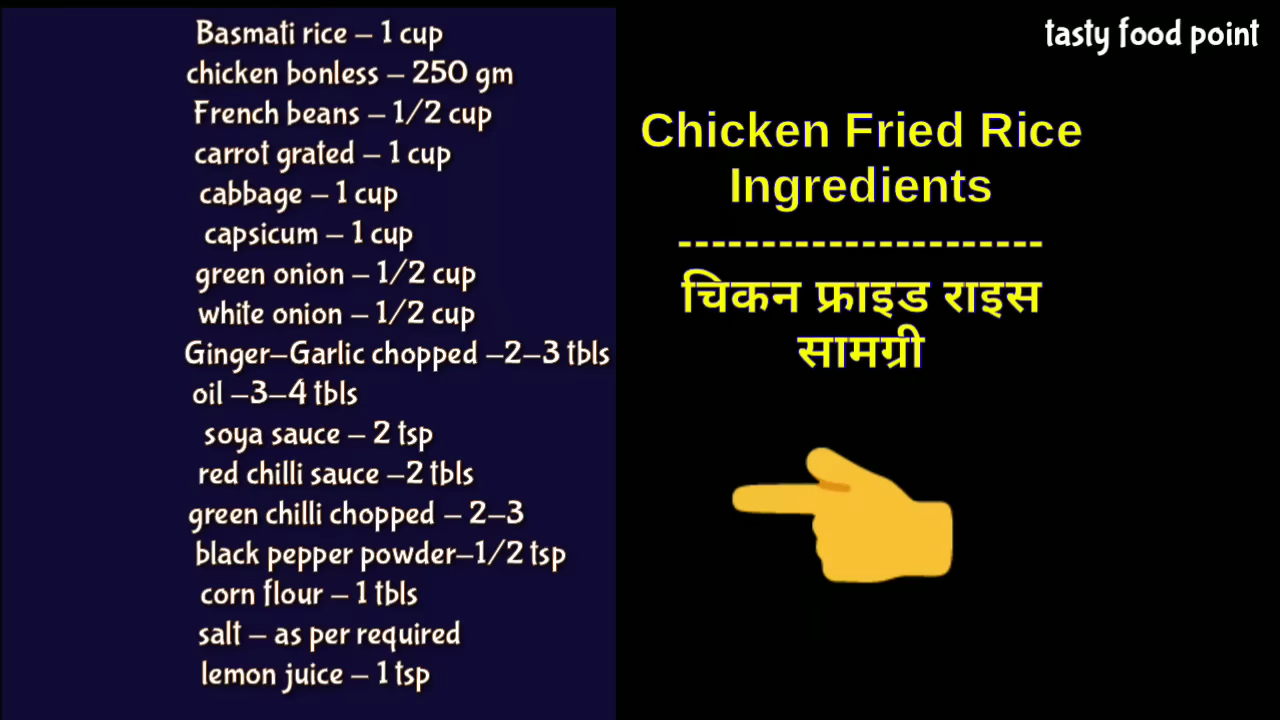 Basmati rice – 1 cup
chicken bonless – 250 gm
French beans – 1/2 cup
carrot grated – 1 cup
cabbage – 1 cup
capsicum – 1 cup
green onion – 1/2 cup
white onion – 1/2 cup
Ginger–Garlic chopped –2–3 tbls
oil –3–4 tbls
soya sauce – 2 tsp
red chilli sauce –2 tbls
green chilli chopped – 2–3
black pepper powder–1/2 tsp
corn flour – 1 tbls
salt – as per required
lemon juice – 1 tsp
tasty food point
Chicken Fried Rice
Ingredients
----------------------
चिकन फ्राइड राइस
सामग्री